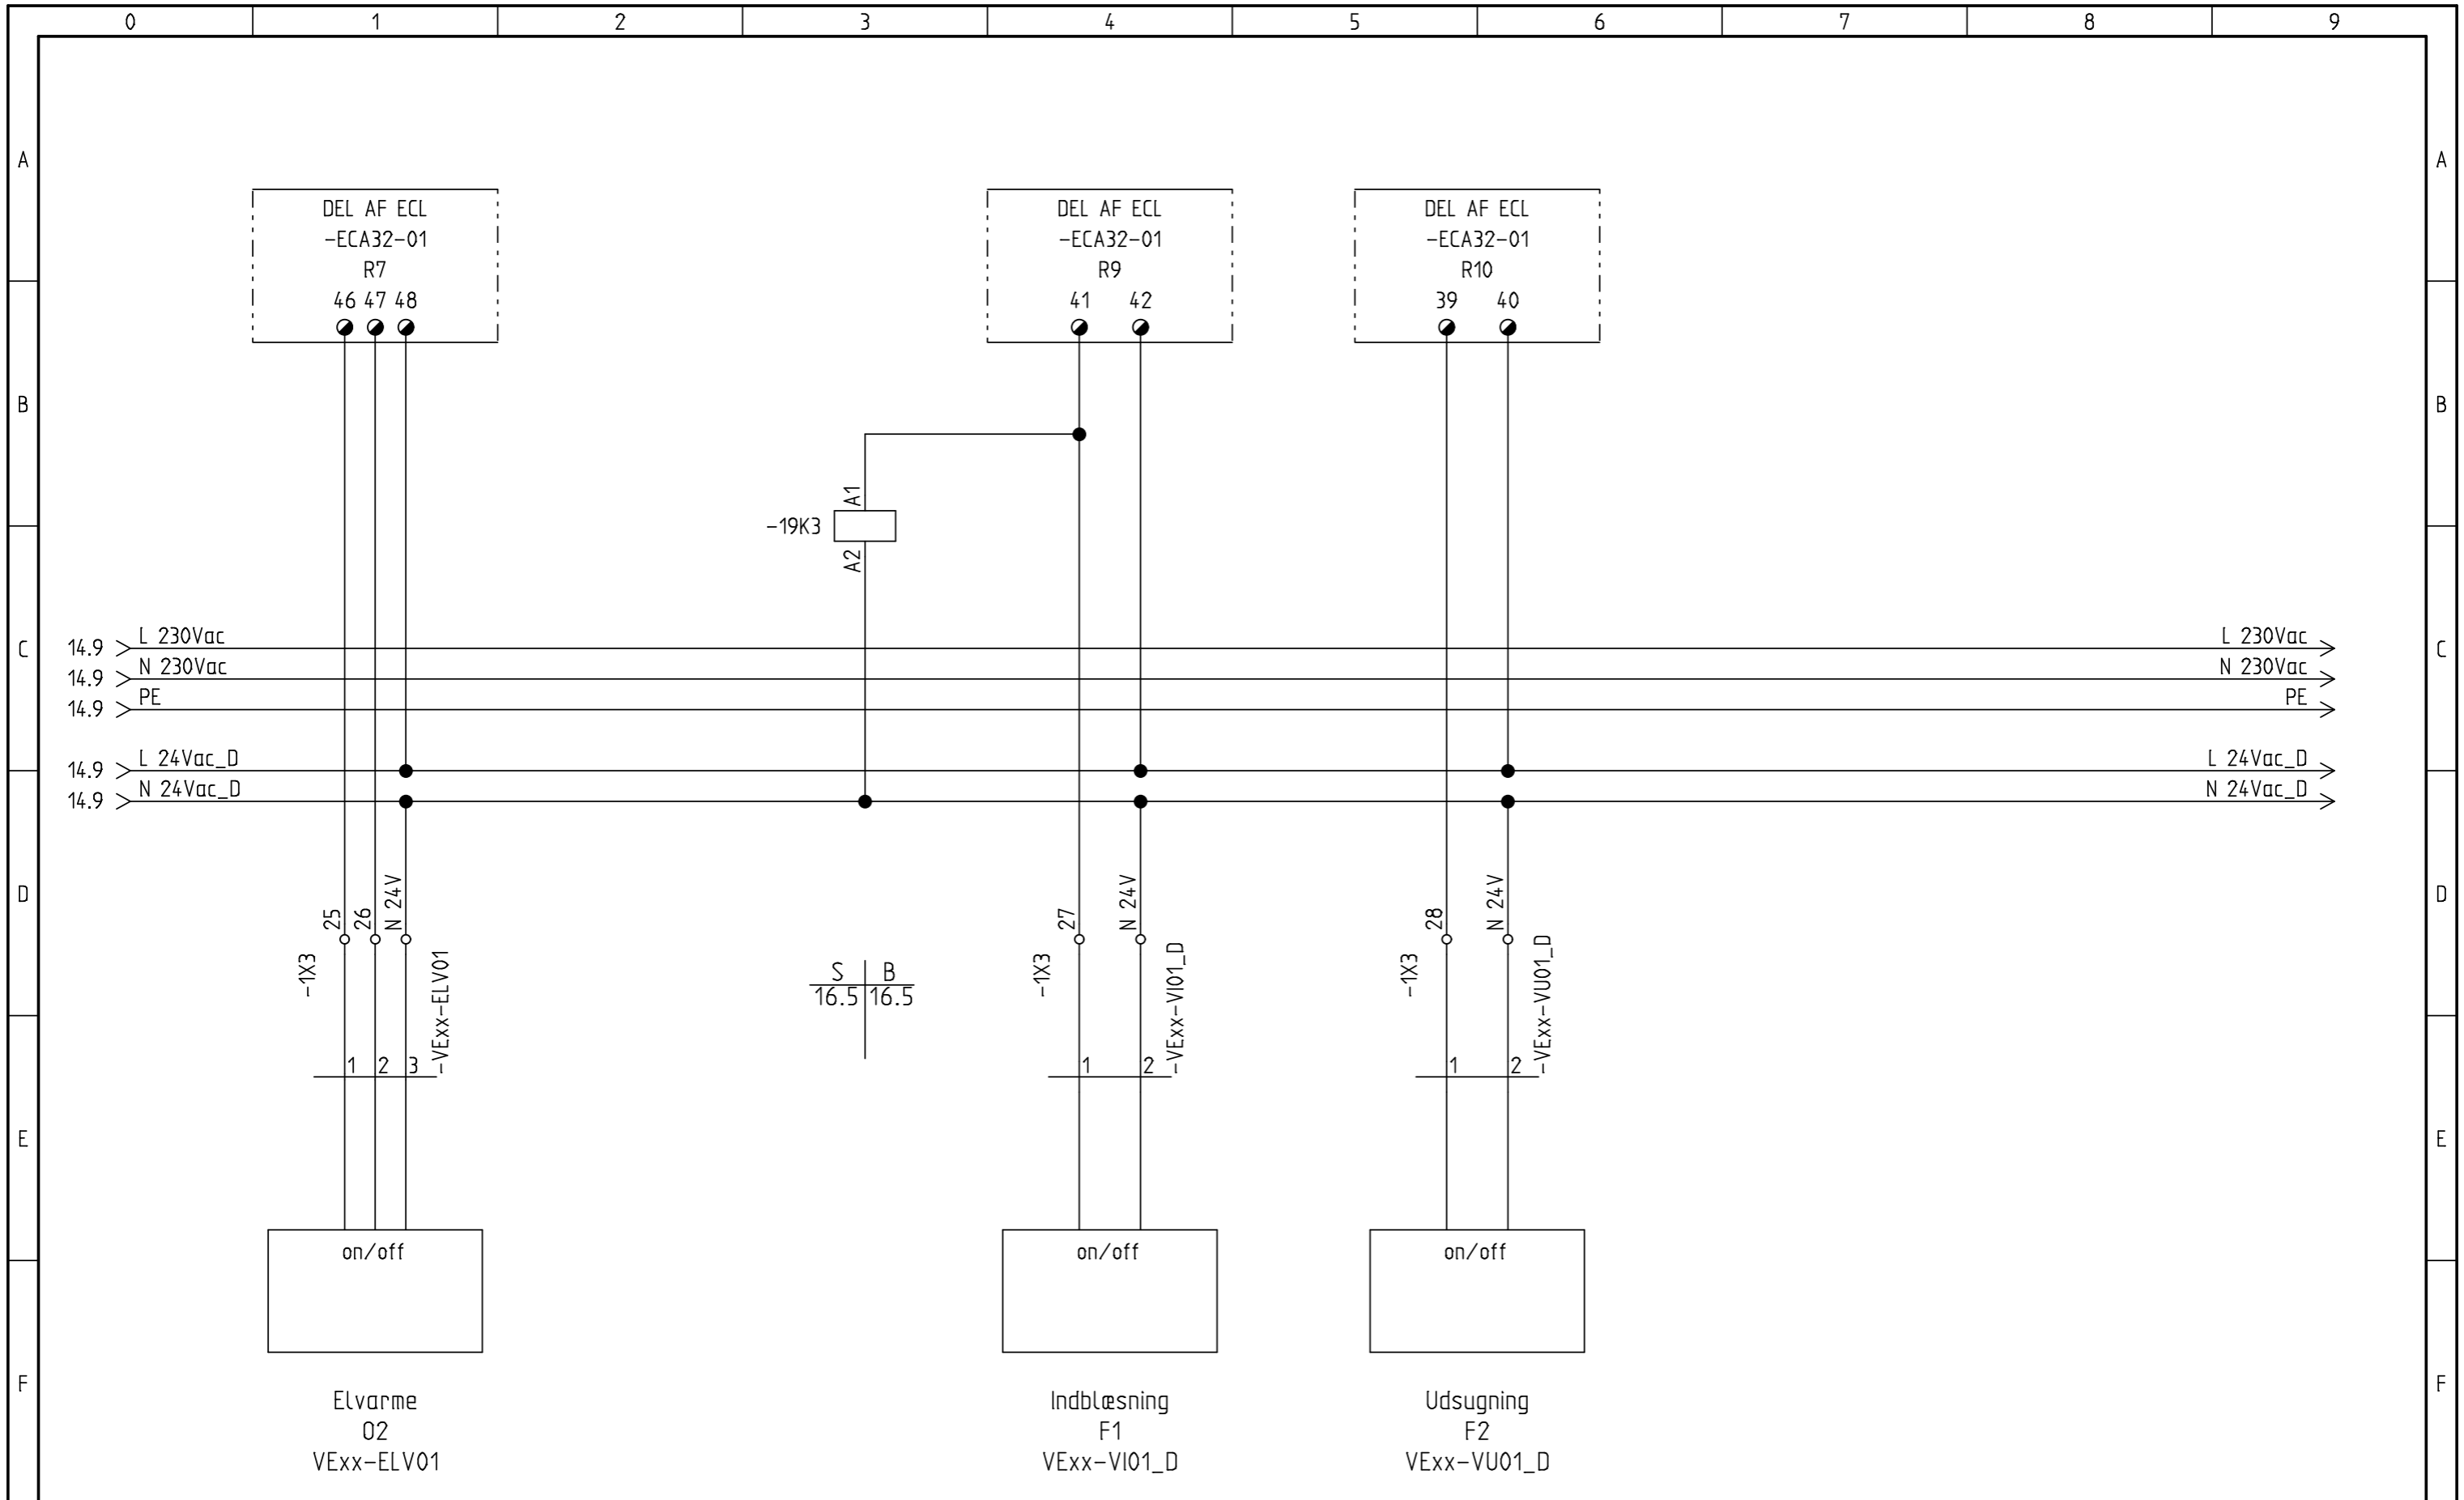 0 1 2 3 4 5 6 7 8 9
A A
DEL AF ECL DEL AF ECL DEL AF ECL
-ECA32-01 -ECA32-01 -ECA32-01
R7 R9 R10
46 47 48 41 42 39 40
B B
A1
-19K3
A2
L 230Vac L 230Vac
C 14.9 C
N 230Vac N 230Vac
14.9
PE PE
14.9
L 24Vac_D L 24Vac_D
14.9
N 24Vac_D N 24Vac_D
14.9
D D
25 26 N 24V 27 N 24V 28 N 24V
-1X3 -VExx-ELV01 -1X3 -VExx-VI01_D -1X3 -VExx-VU01_D
S B
16.5 16.5
1 2 3 1 2 1 2
E E
on/off on/off on/off
F F
Elvarme Indblæsning Udsugning
O2 F1 F2
VExx-ELV01 VExx-VI01_D VExx-VU01_D